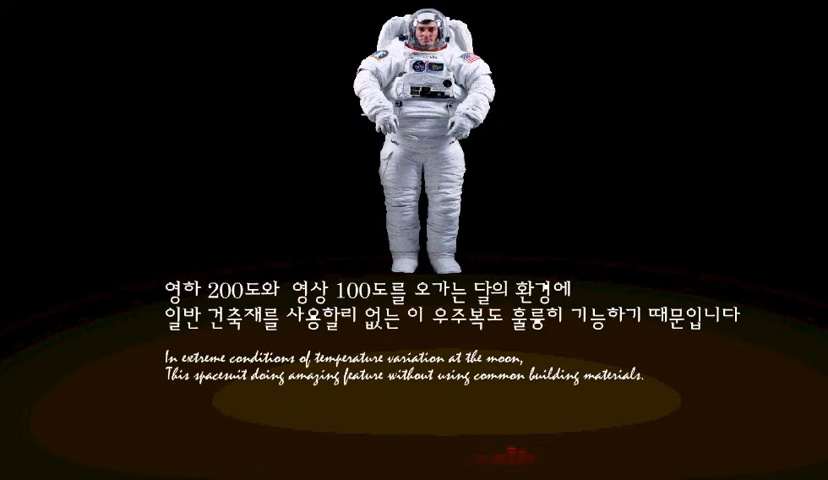 영하 200도와 영상 100도를 오가는 달의 환경에
일반 건축재를 사용할리 없는 이 우주복도 훌륭히 기능하기 때문입니다
In extreme conditions of temperature variation at the moon,
This spacesuit doing amazing feature without using common building materials.